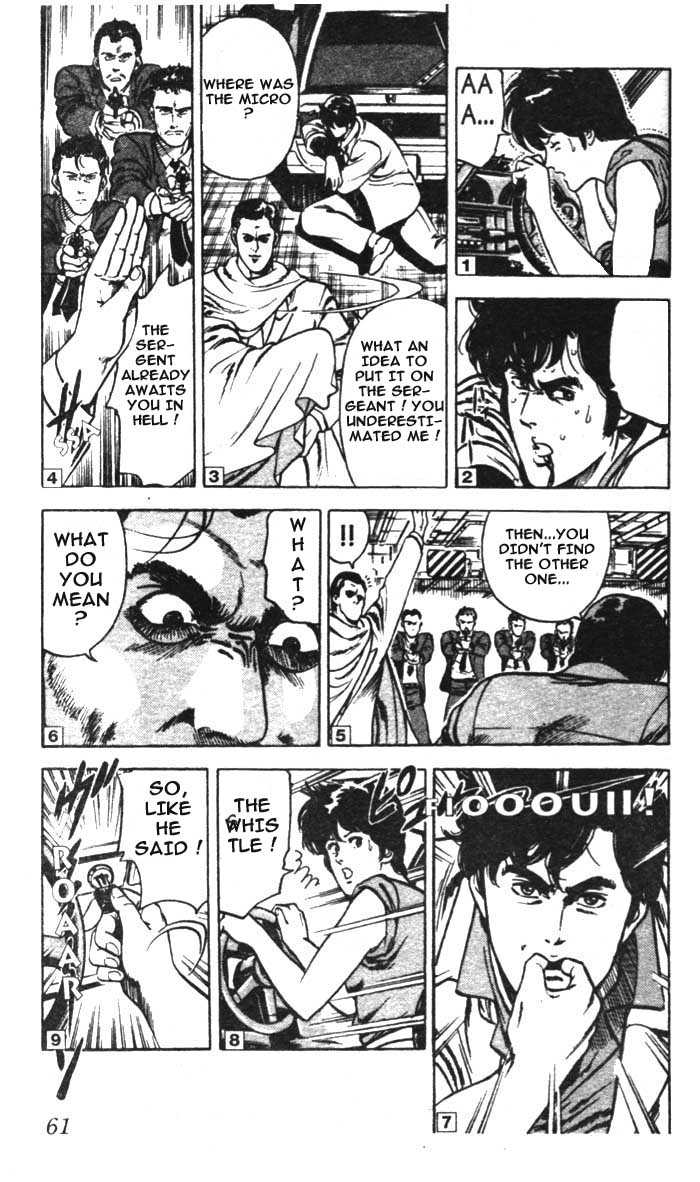 AA
A...
1
2
WHERE WAS
THE MICRO
?
WHAT AN
IDEA TO
PUT IT ON
THE SER-
GEANT ! YOU
UNDERESTI-
MATED ME !
3
THE
SER-
GENT
ALREADY
AWAITS
YOU IN
HELL !
SSA
4
THEN...YOU
DIDN'T FIND
THE OTHER
ONE...
!!
5
W
H
A
T
?
WHAT
DO
YOU
MEAN
?
6
FIOOOUII !
7
THE
WHIS
TLE !
8
SO,
LIKE
HE
SAID !
ROAAR
9
61